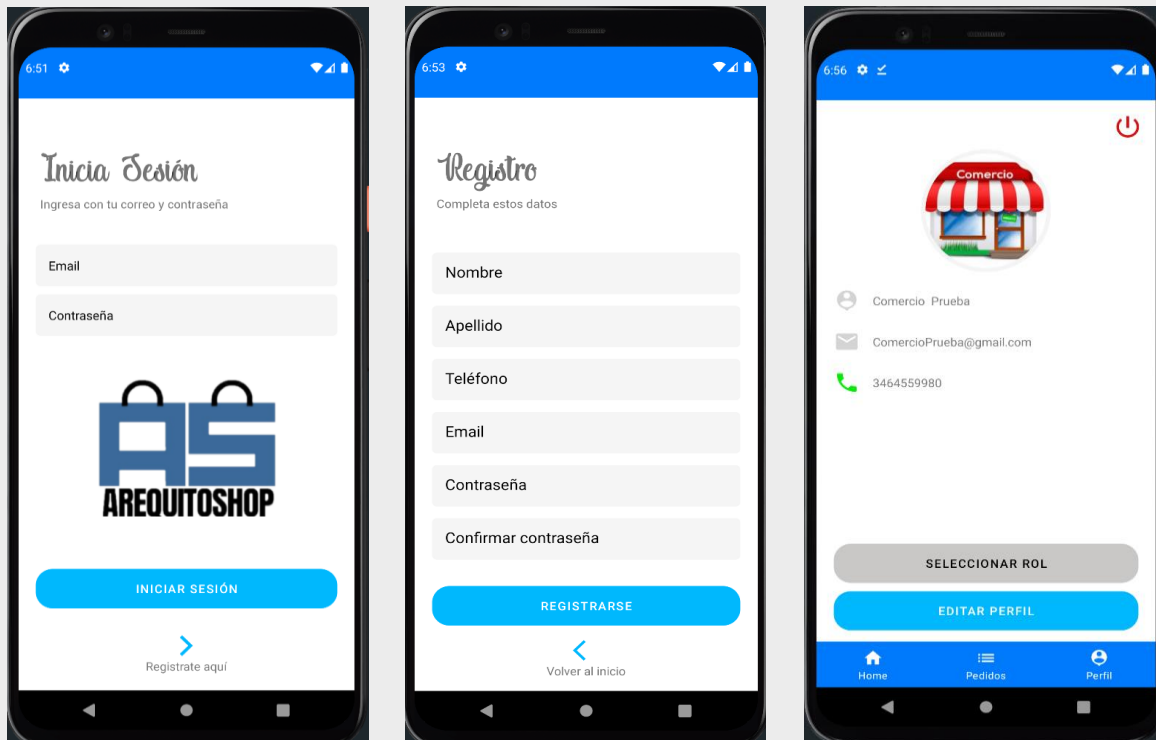 6:51
Inicia Sesión
Ingresa con tu correo y contraseña
Email
Contraseña
AS
AREQUITOSHOP
INICIAR SESIÓN
Registrate aquí
6:53
Registro
Completa estos datos
Nombre
Apellido
Teléfono
Email
Contraseña
Confirmar contraseña
REGISTRARSE
Volver al inicio
6:56
Comercio
Comercio Prueba
ComercioPrueba@gmail.com
3464559980
SELECCIONAR ROL
EDITAR PERFIL
Home Pedidos Perfil